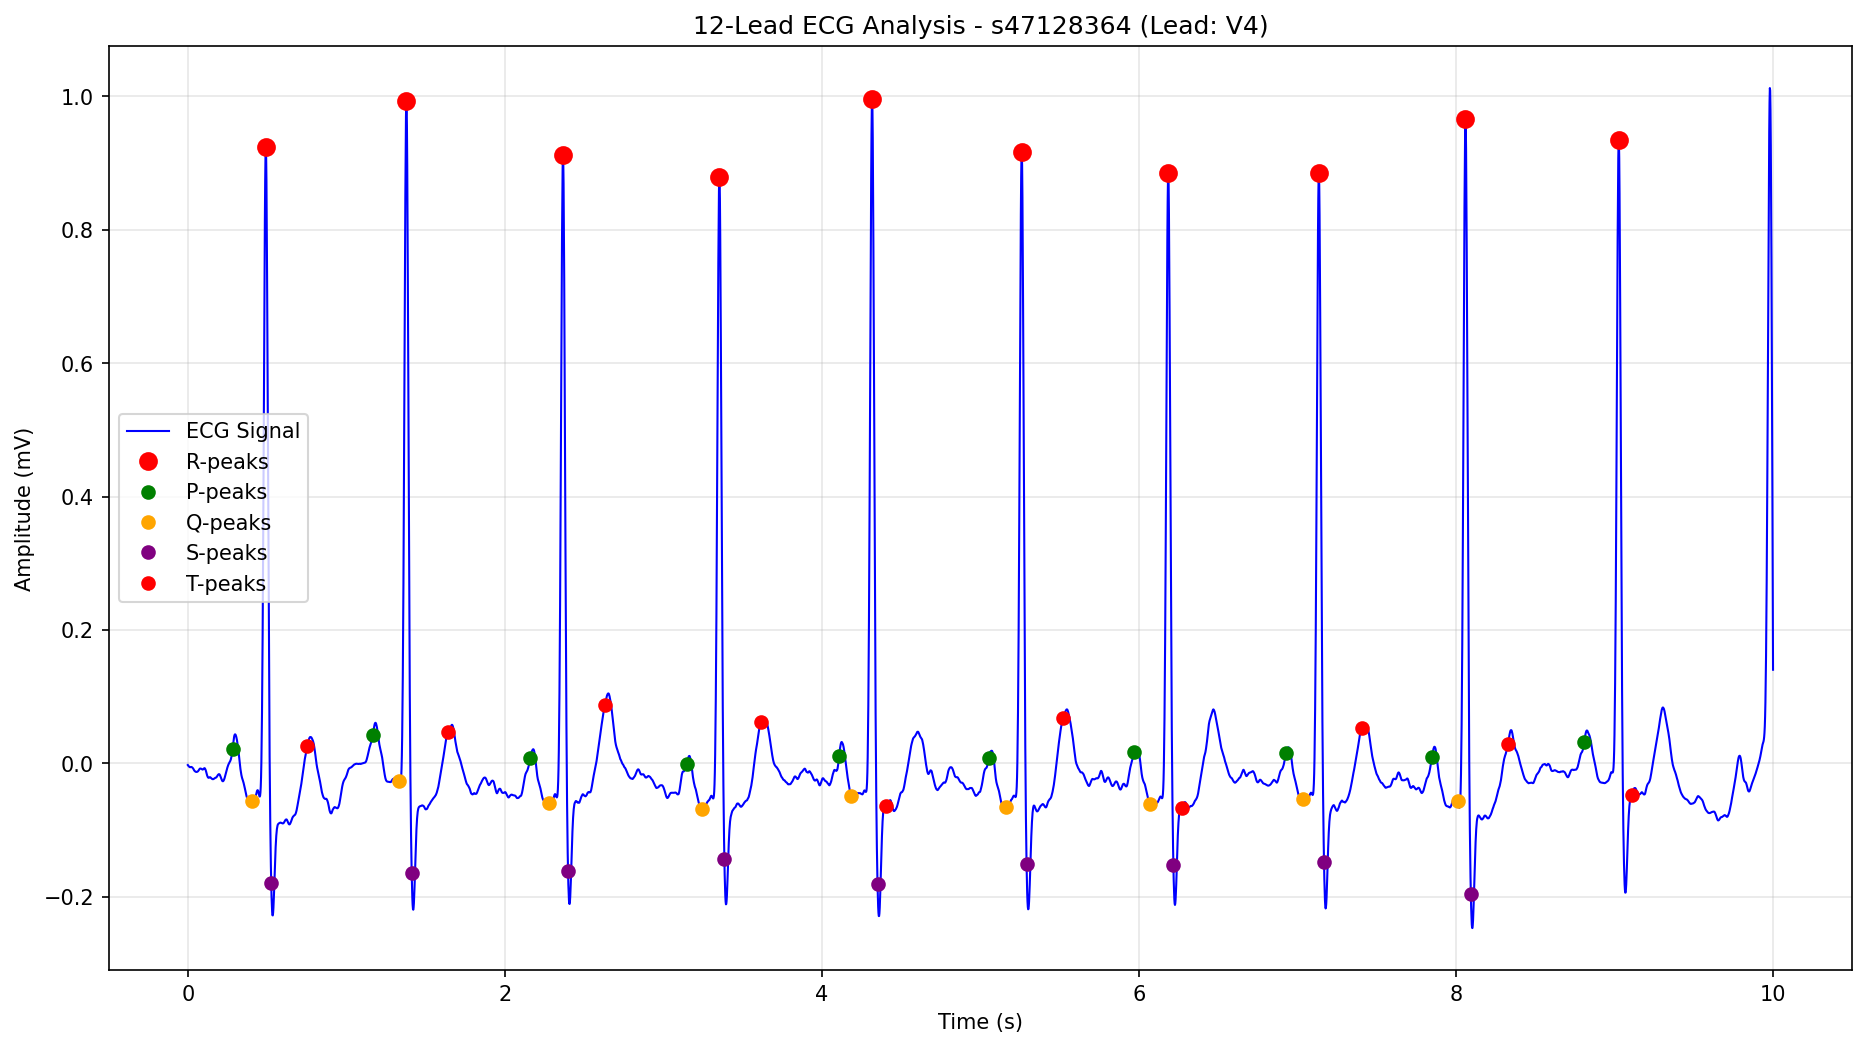 12-Lead ECG Analysis - s47128364 (Lead: V4)
Amplitude (mV)
1.0
0.8
0.6
0.4
0.2
0.0
−0.2
ECG Signal
R-peaks
P-peaks
Q-peaks
S-peaks
T-peaks
0 2 4 6 8 10
Time (s)